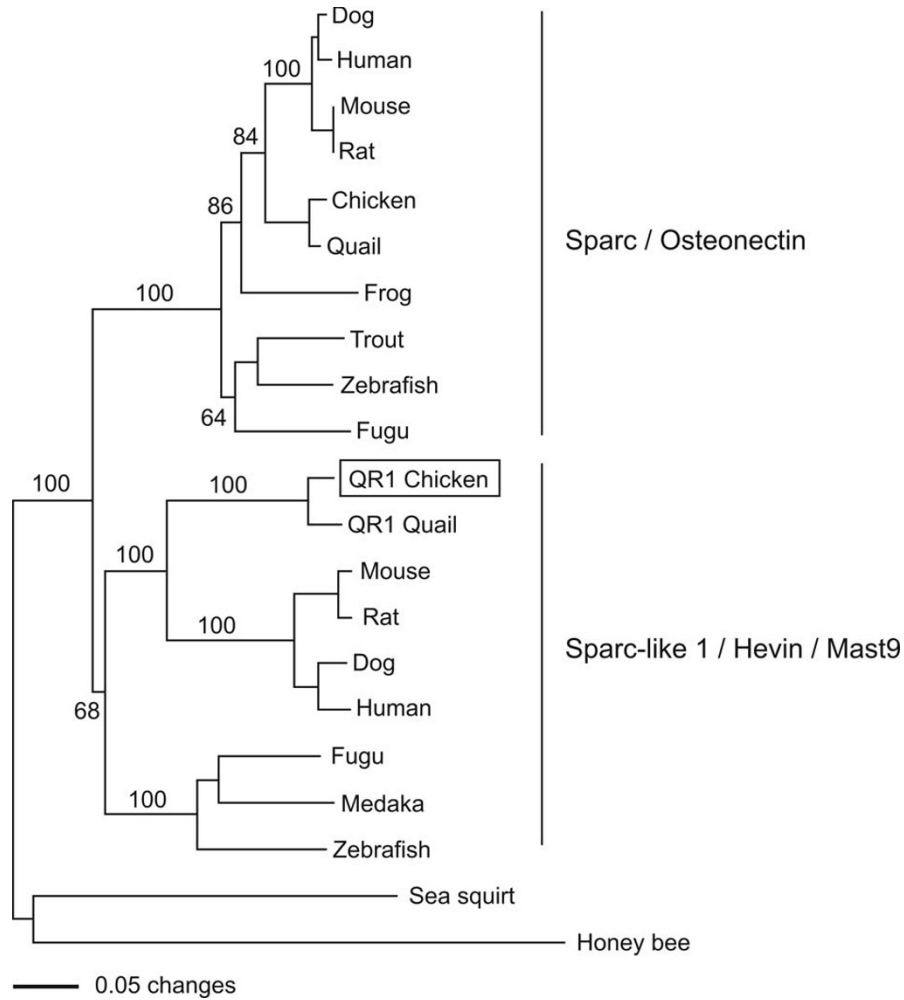 Dog
100
Human
Mouse
84
Rat
86
Chicken
Sparc / Osteonectin
Quail
100
Frog
Trout
Zebrafish
64
Fugu
100
100
QR1 Chicken
QR1 Quail
100
Mouse
100
Rat
Sparc-like 1 / Hevin / Mast9
Dog
68
Human
Fugu
100
Medaka
Zebrafish
Sea squirt
Honey bee
0.05 changes